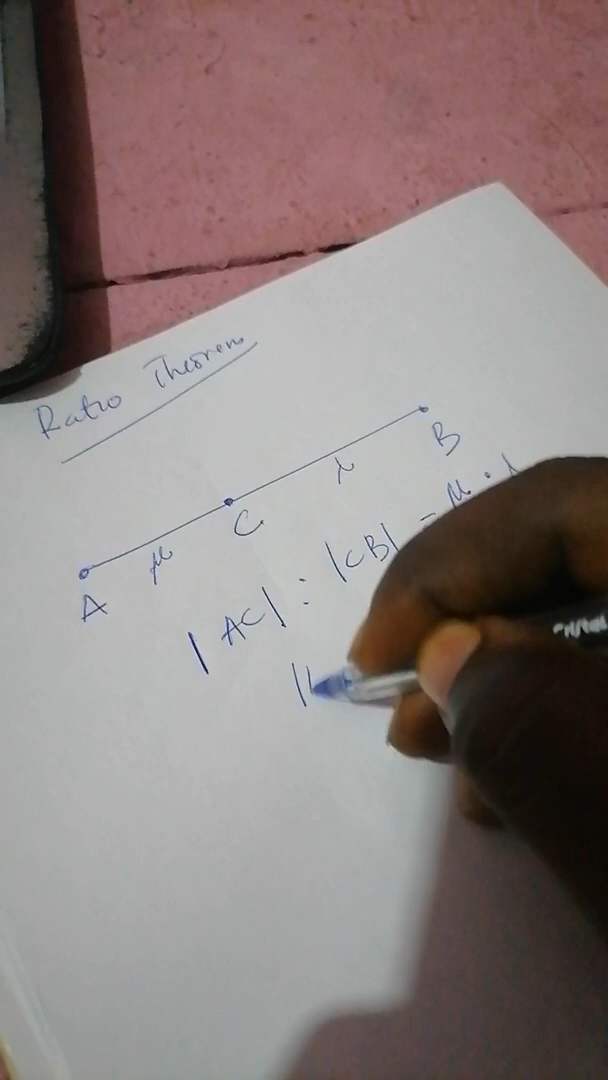 Ratio Theorem
B
λ
C
μ
A
|AC| : |CB| = μ : λ